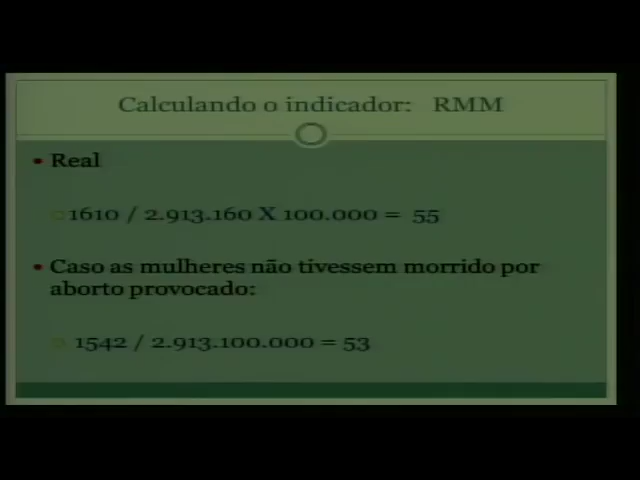 Calculando o indicador: RMM
Real
1610 / 2.913.160 X 100.000 = 55
Caso as mulheres não tivessem morrido por
aborto provocado:
1542 / 2.913.100.000 = 53